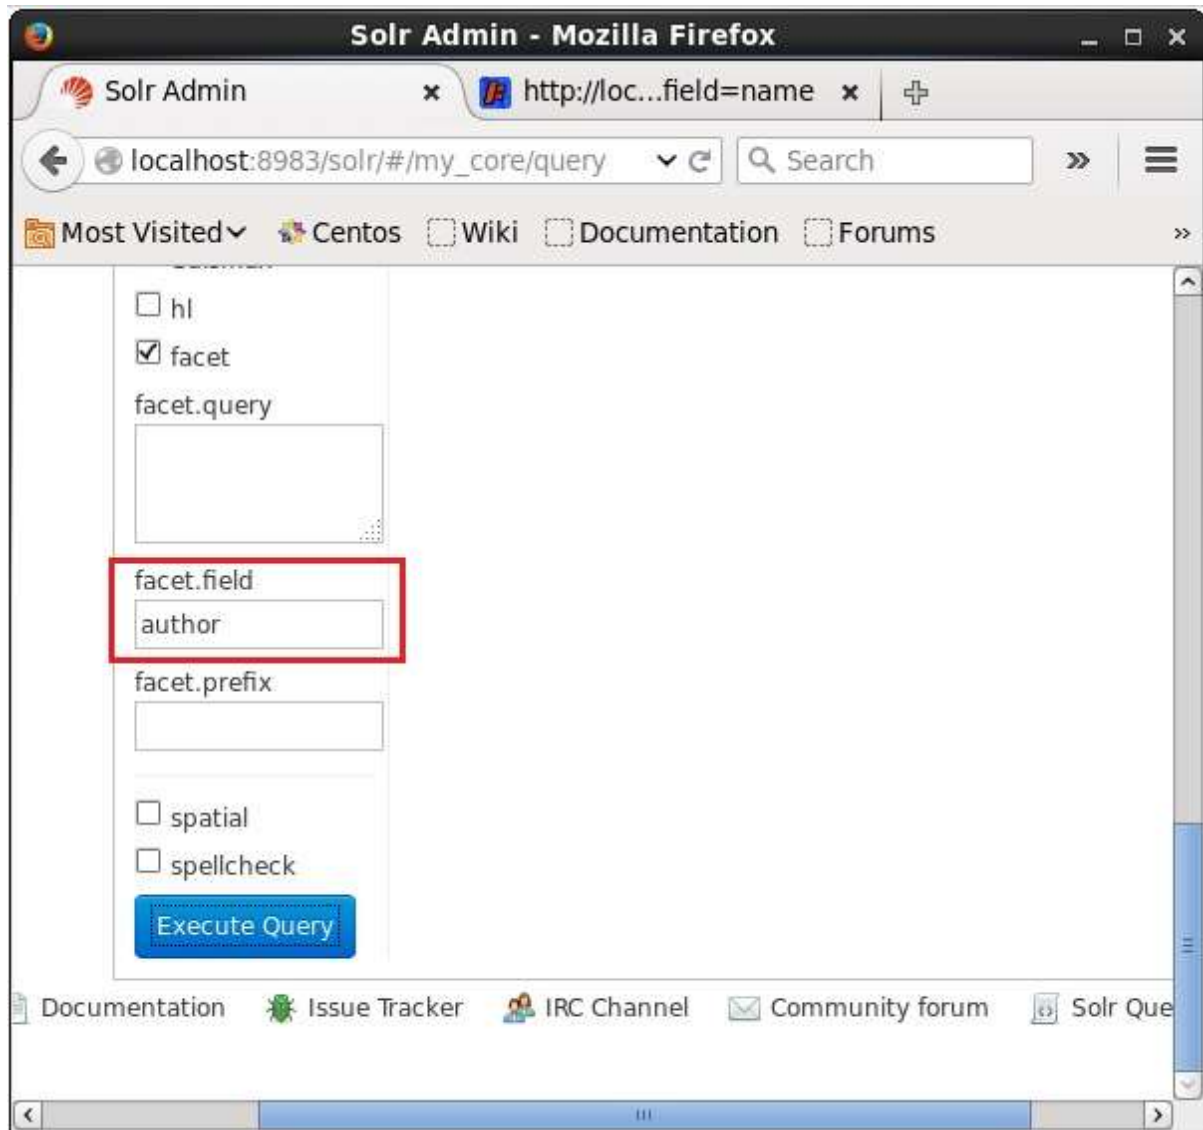 Solr Admin - Mozilla Firefox
Solr Admin
http://loc...field=name
localhost:8983/solr/#/my_core/query
Search
Most Visited
Centos
Wiki
Documentation
Forums
hl
facet
facet.query
facet.field
author
facet.prefix
spatial
spellcheck
Execute Query
Documentation
Issue Tracker
IRC Channel
Community forum
Solr Que